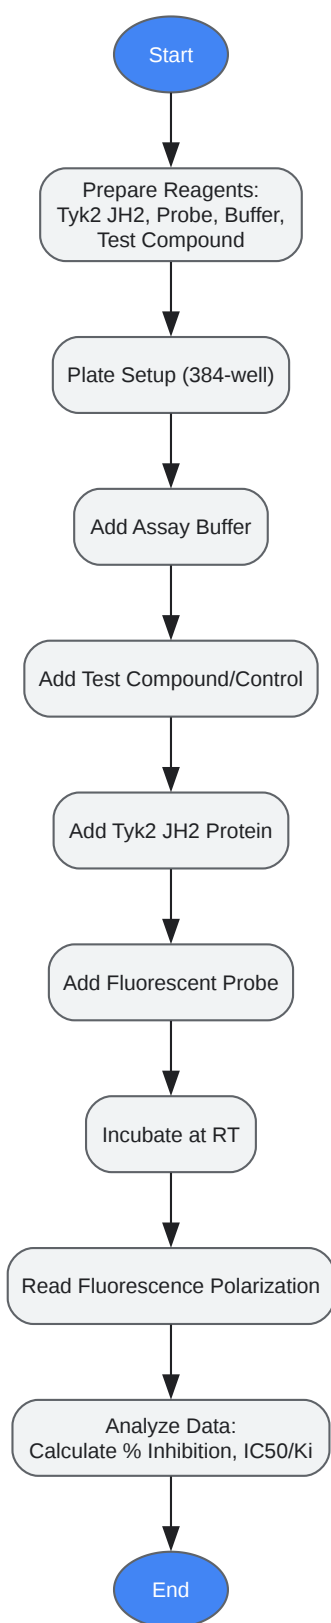 Start
Prepare Reagents:
Tyk2 JH2, Probe, Buffer,
Test Compound
Plate Setup (384-well)
Add Assay Buffer
Add Test Compound/Control
Add Tyk2 JH2 Protein
Add Fluorescent Probe
Incubate at RT
Read Fluorescence Polarization
Analyze Data:
Calculate % Inhibition, IC50/Ki
End